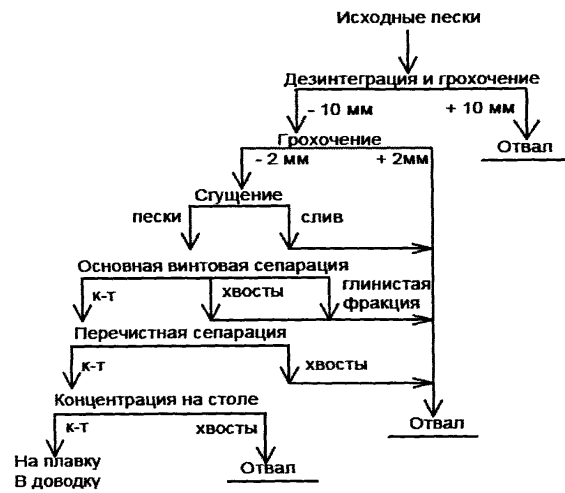 Исходные пески
Дезинтеграция и грохочение
- 10 мм
+ 10 мм
Грохочение
Отвал
- 2 мм
+ 2мм
Сгущение
пески
слив
Основная винтовая сепарация
к-т
хвосты
глинистая
фракция
Перечистная сепарация
к-т
хвосты
Концентрация на столе
к-т
хвосты
Отвал
На плавку
В доводку
Отвал